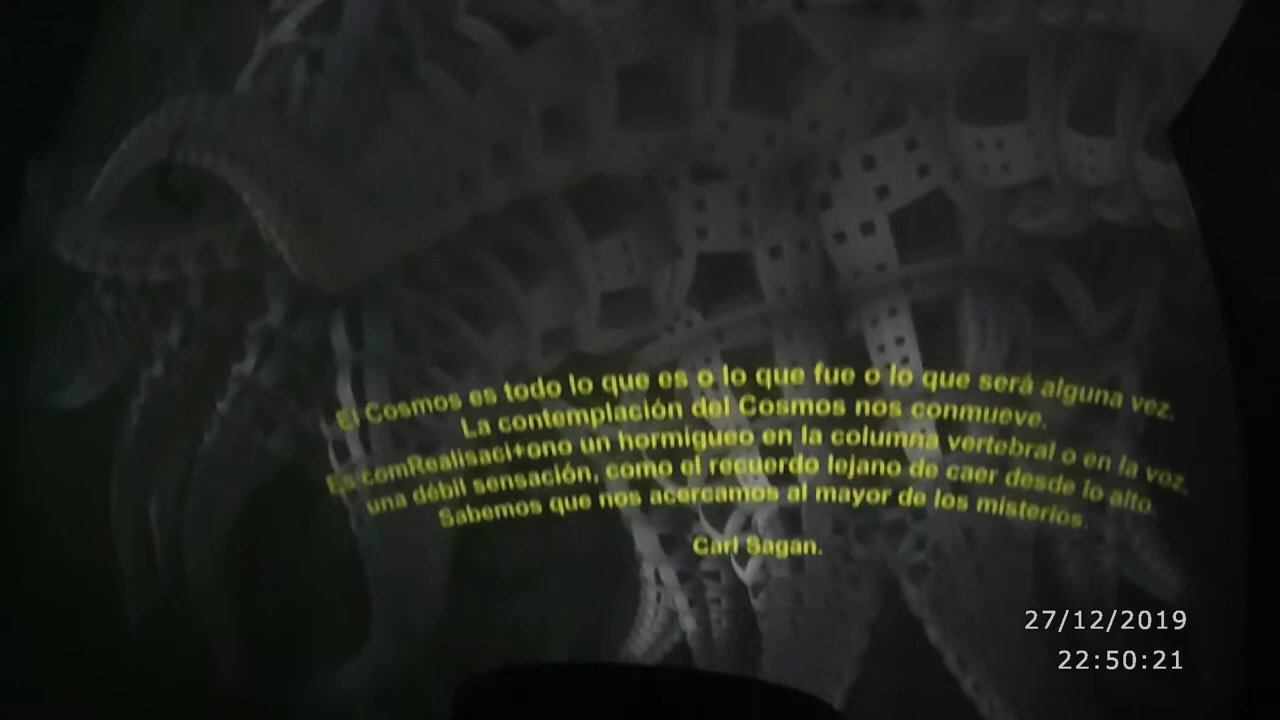 El Cosmos es todo lo que es o lo que fue o lo que será alguna vez.
La contemplación del Cosmos nos conmueve.
Es comRealisaci+ono un hormigueo en la columna vertebral o en la voz,
una débil sensación, como el recuerdo lejano de caer desde lo alto.
Sabemos que nos acercamos al mayor de los misterios.
Carl Sagan.
27/12/2019
22:50:21